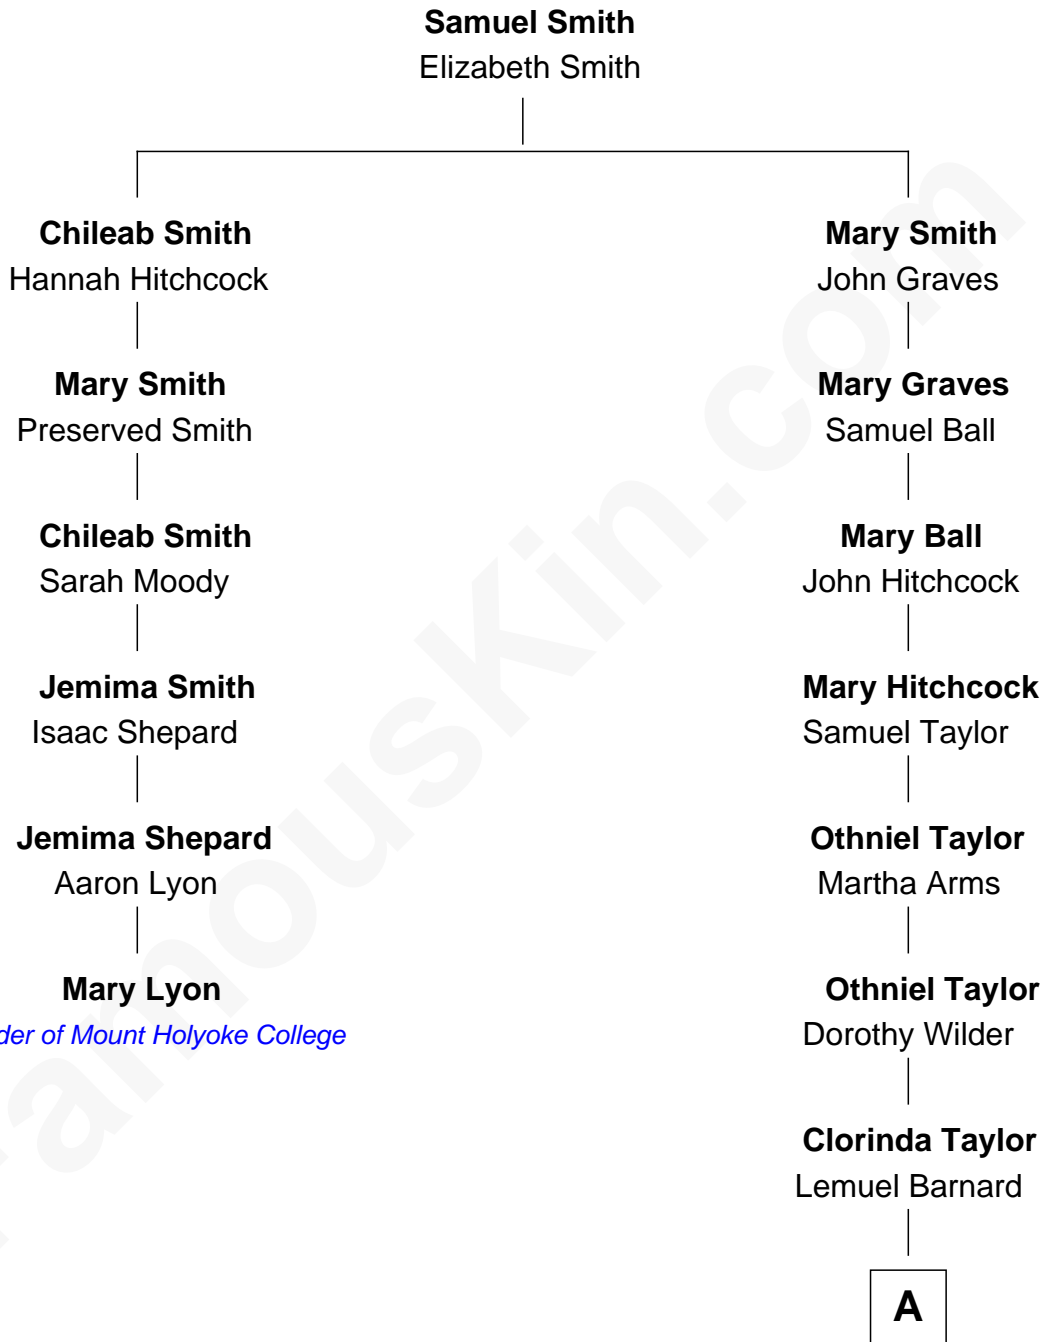 Samuel Smith
Elizabeth Smith
Chileab Smith
Hannah Hitchcock
Mary Smith
Preserved Smith
Chileab Smith
Sarah Moody
Jemima Smith
Isaac Shepard
Jemima Shepard
Aaron Lyon
Mary Lyon
der of Mount Holyoke College
Mary Smith
John Graves
Mary Graves
Samuel Ball
Mary Ball
John Hitchcock
Mary Hitchcock
Samuel Taylor
Othniel Taylor
Martha Arms
Othniel Taylor
Dorothy Wilder
Clorinda Taylor
Lemuel Barnard
A
FamousKin.com